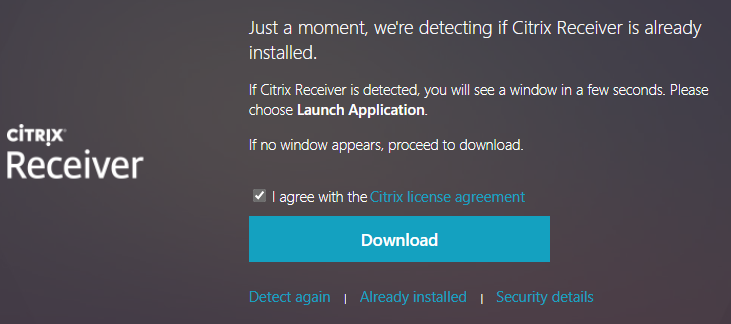 Just a moment, we're detecting if Citrix Receiver is already
installed.
If Citrix Receiver is detected, you will see a window in a few seconds. Please
choose Launch Application.
If no window appears, proceed to download.
CİTRIX
Receiver
I agree with the Citrix license agreement
Download
Detect again | Already installed | Security details